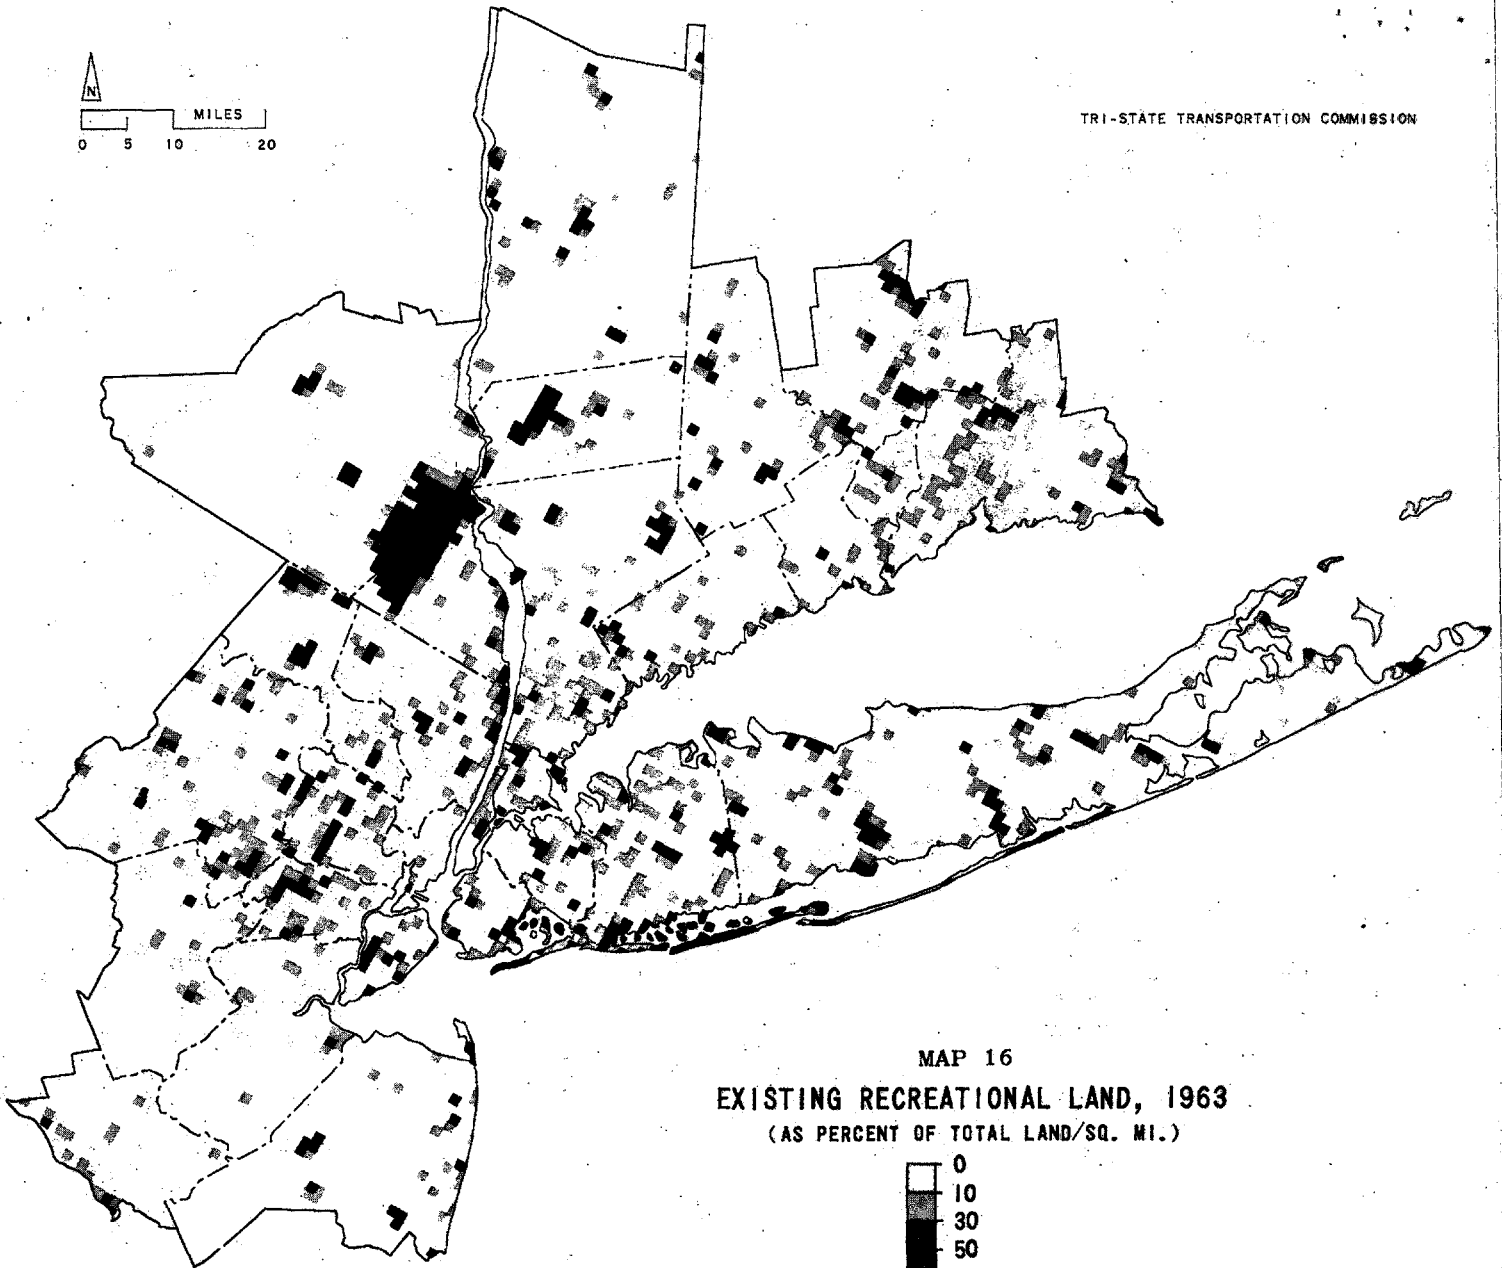 N
MILES
0 5 10 20
TRI-STATE TRANSPORTATION COMMISSION
MAP 16
EXISTING RECREATIONAL LAND, 1963
(AS PERCENT OF TOTAL LAND/SQ. MI.)
0
10
30
50